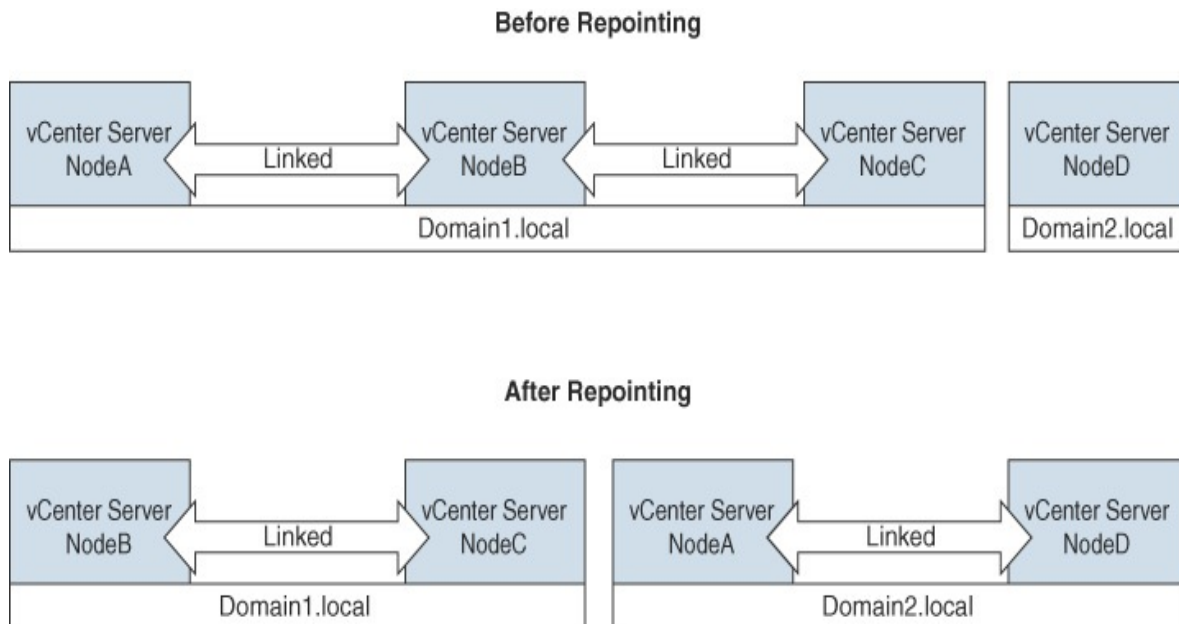 Before Repointing
vCenter Server
NodeA
Linked
vCenter Server
NodeB
Linked
vCenter Server
NodeC
vCenter Server
NodeD
Domain1.local
Domain2.local
After Repointing
vCenter Server
NodeB
Linked
vCenter Server
NodeC
vCenter Server
NodeA
Linked
vCenter Server
NodeD
Domain1.local
Domain2.local